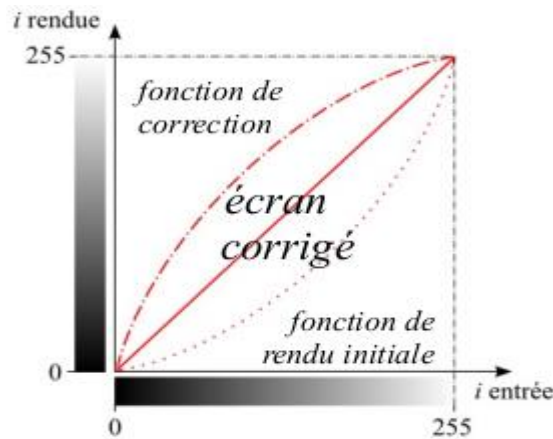 i rendue
255
fonction de
correction
écran
corrigé
fonction de
rendu initiale
0
i entrée
0
255